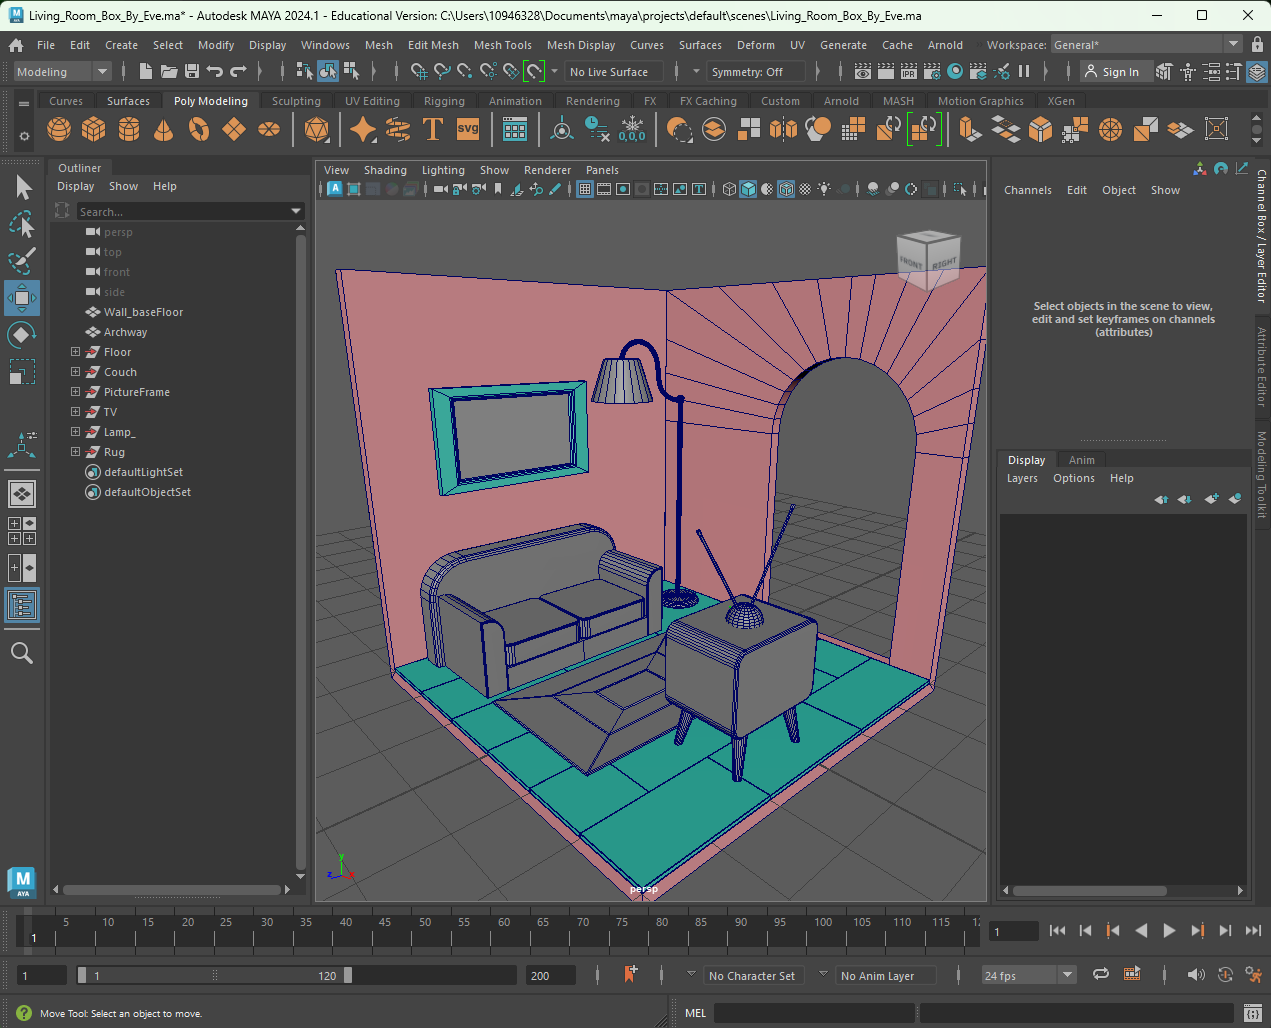 Living_Room_Box_By_Eve.ma* - Autodesk MAYA 2024.1 - Educational Version: C:\Users\10946328\Documents\maya\projects\default\scenes\Living_Room_Box_By_Eve.ma
File Edit Create Select Modify Display Windows Mesh Edit Mesh Mesh Tools Mesh Display Curves Surfaces Deform UV Generate Cache Arnold Workspace: General*
Modeling No Live Surface Symmetry: Off IPR Sign In
Curves Surfaces Poly Modeling Sculpting UV Editing Rigging Animation Rendering FX FX Caching Custom Arnold MASH Motion Graphics XGen
T SVG 0,0,0
Outliner
Display Show Help
Search...
persp
top
front
side
Wall_baseFloor
Archway
Floor
Couch
PictureFrame
TV
Lamp_
Rug
defaultLightSet
defaultObjectSet
View Shading Lighting Show Renderer Panels
FRONT RIGHT
y
z x
persp
Channels Edit Object Show
Select objects in the scene to view,
edit and set keyframes on channels
(attributes)
Channel Box / Layer Editor
Attribute Editor
Modeling Toolkit
Display Anim
Layers Options Help
M
AYA
5 10 15 20 25 30 35 40 45 50 55 60 65 70 75 80 85 90 95 100 105 110 115 12
1
1
1 1 120 200 No Character Set No Anim Layer 24 fps
Move Tool: Select an object to move. MEL